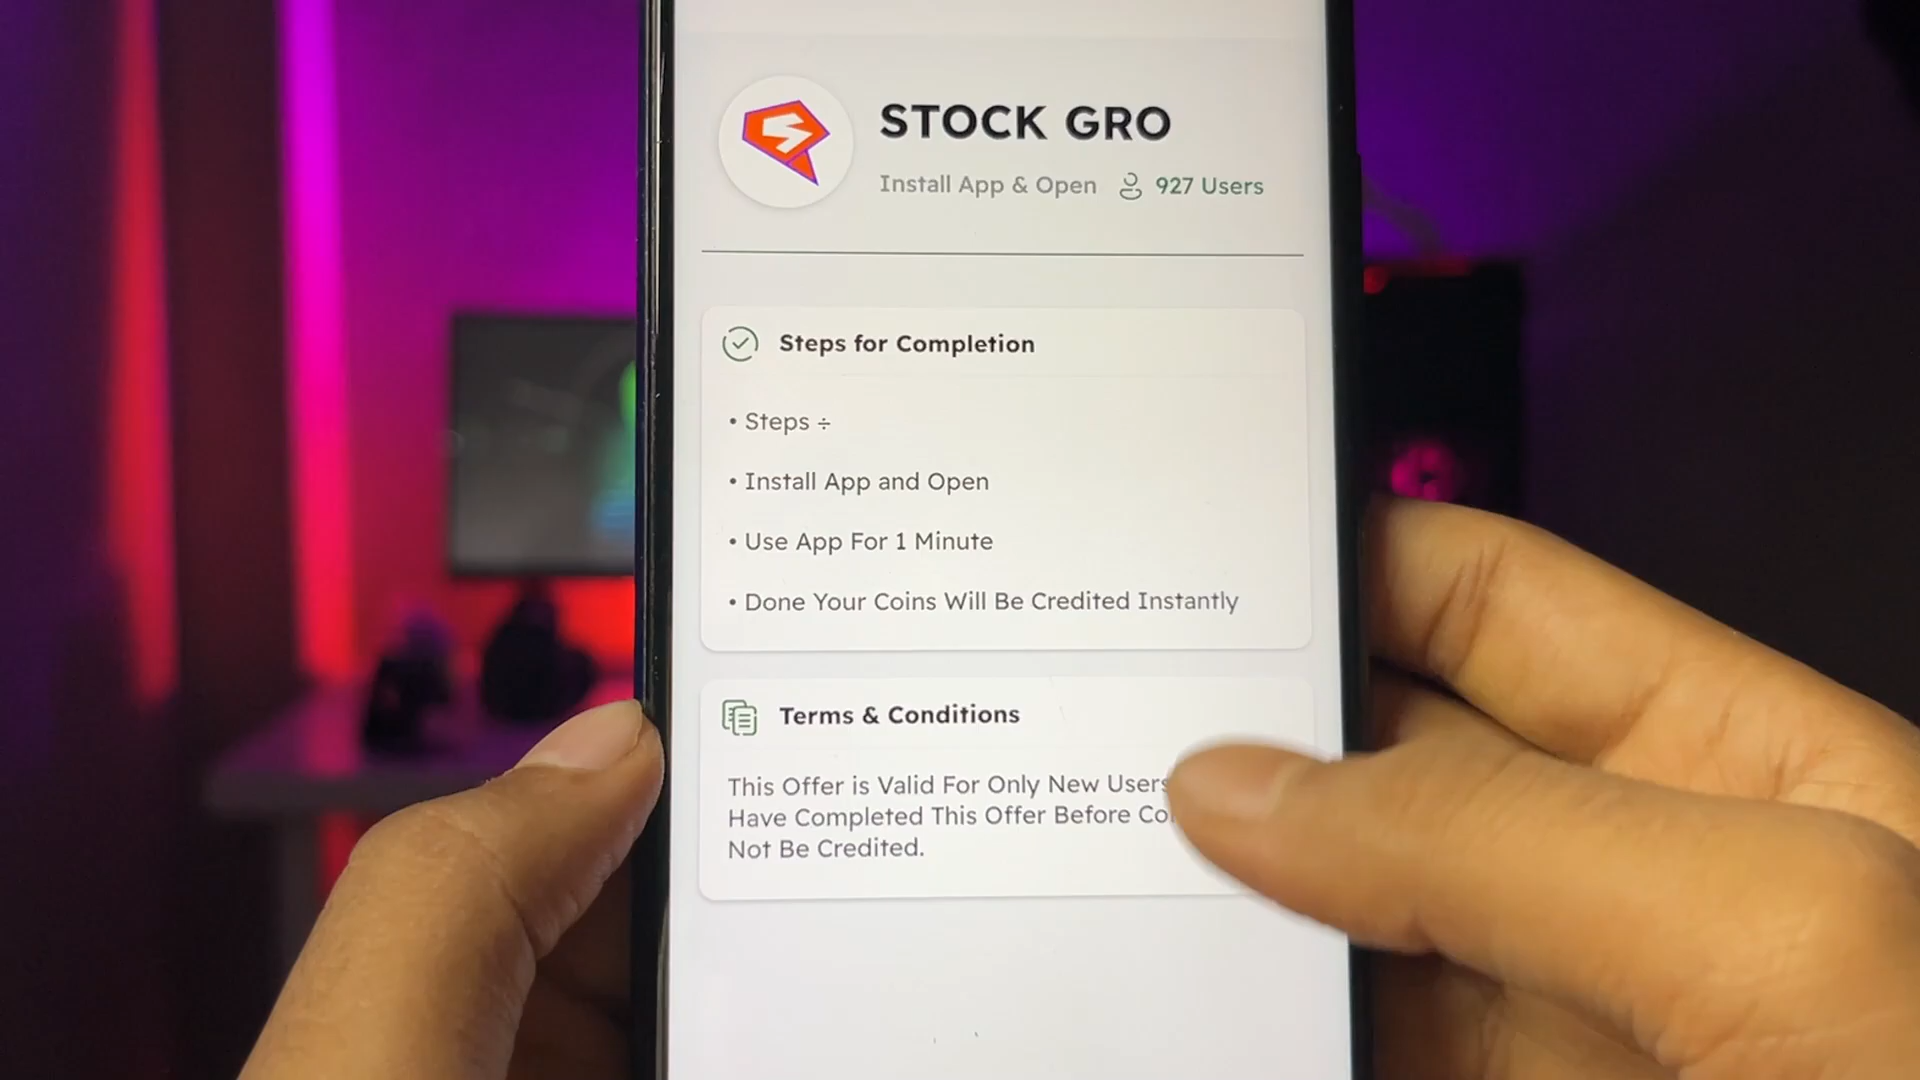 STOCK GRO
Install App & Open 927 Users
Steps for Completion
• Steps ÷
• Install App and Open
• Use App For 1 Minute
• Done Your Coins Will Be Credited Instantly
Terms & Conditions
This Offer is Valid For Only New Users
Have Completed This Offer Before
Not Be Credited.